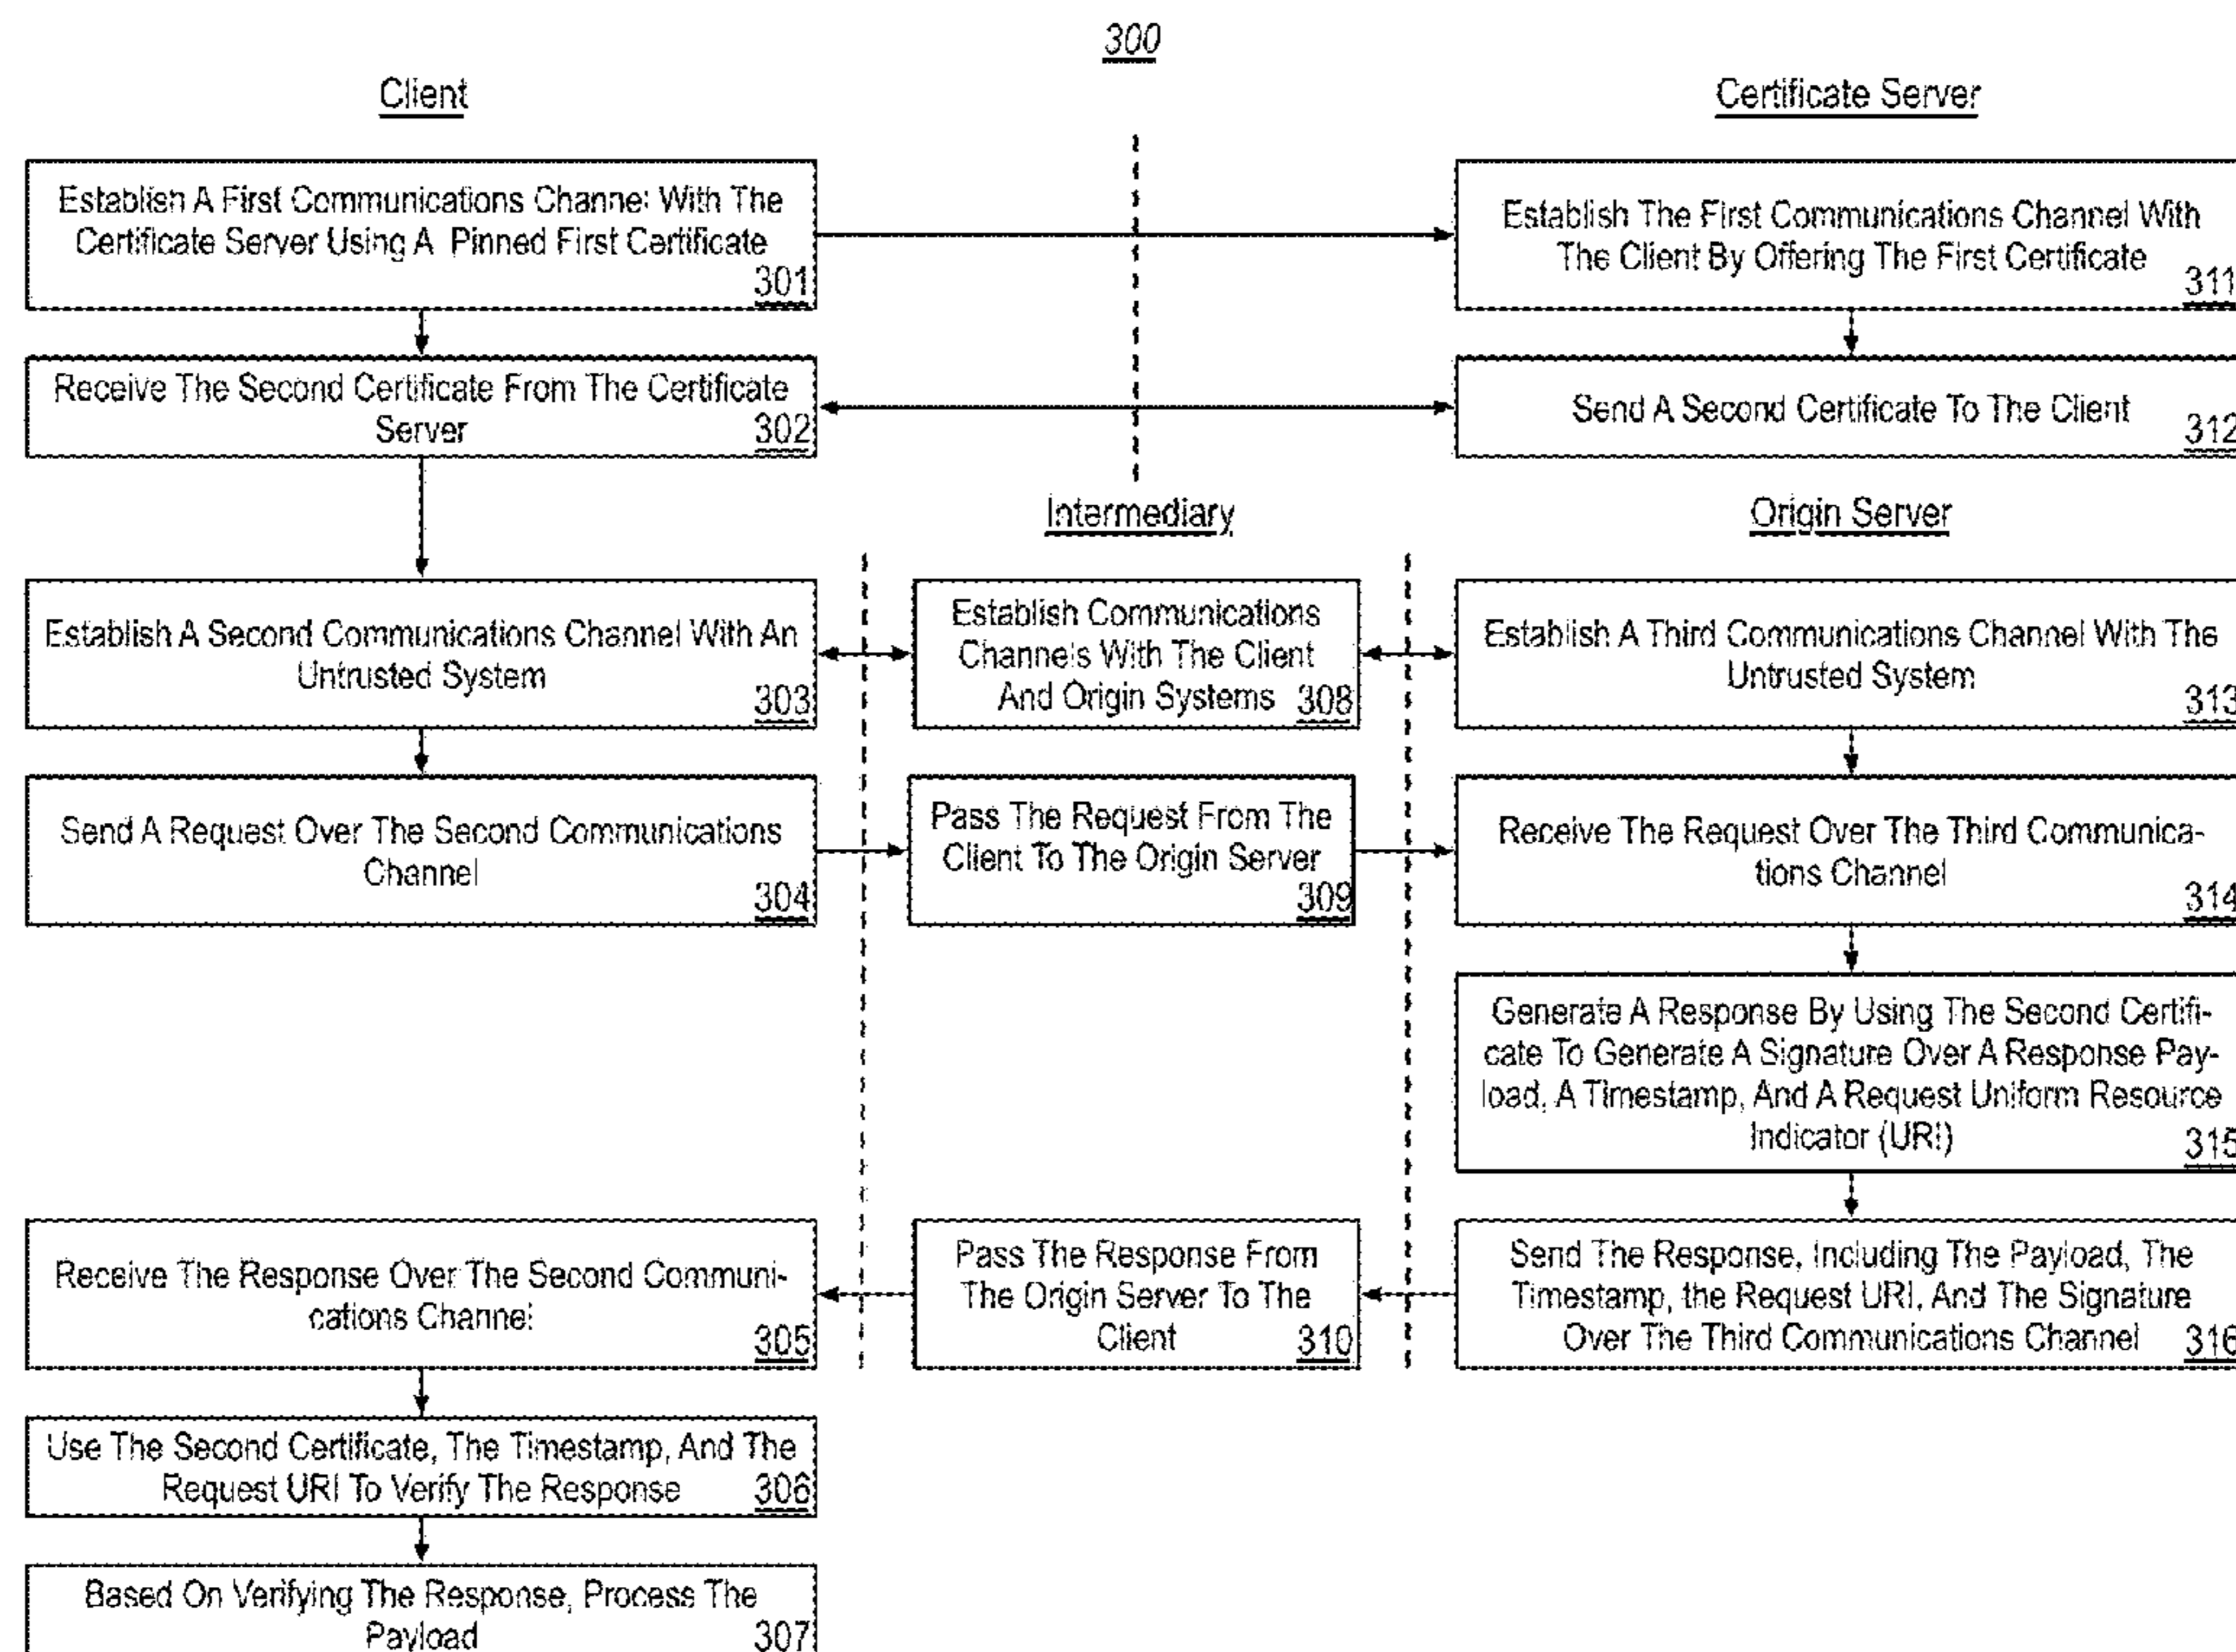 300
Client
Certificate Server
Establish A First Communications Channel With The
Certificate Server Using A Pinned First Certificate
301
Establish The First Communications Channel With
The Client By Offering The First Certificate
311
Receive The Second Certificate From The Certificate
Server
302
Send A Second Certificate To The Client
312
Intermediary
Origin Server
Establish A Second Communications Channel With An
Untrusted System
303
Establish Communications
Channels With The Client
And Origin Systems
308
Establish A Third Communications Channel With The
Untrusted System
313
Send A Request Over The Second Communications
Channel
304
Pass The Request From The
Client To The Origin Server
309
Receive The Request Over The Third Communica-
tions Channel
314
Generate A Response By Using The Second Certifi-
cate To Generate A Signature Over A Response Pay-
load, A Timestamp, And A Request Uniform Resource
Indicator (URI)
315
Receive The Response Over The Second Communi-
cations Channel
305
Pass The Response From
The Origin Server To The
Client
310
Send The Response, Including The Payload, The
Timestamp, the Request URI, And The Signature
Over The Third Communications Channel
316
Use The Second Certificate, The Timestamp, And The
Request URI To Verify The Response
306
Based On Verifying The Response, Process The
Payload
307